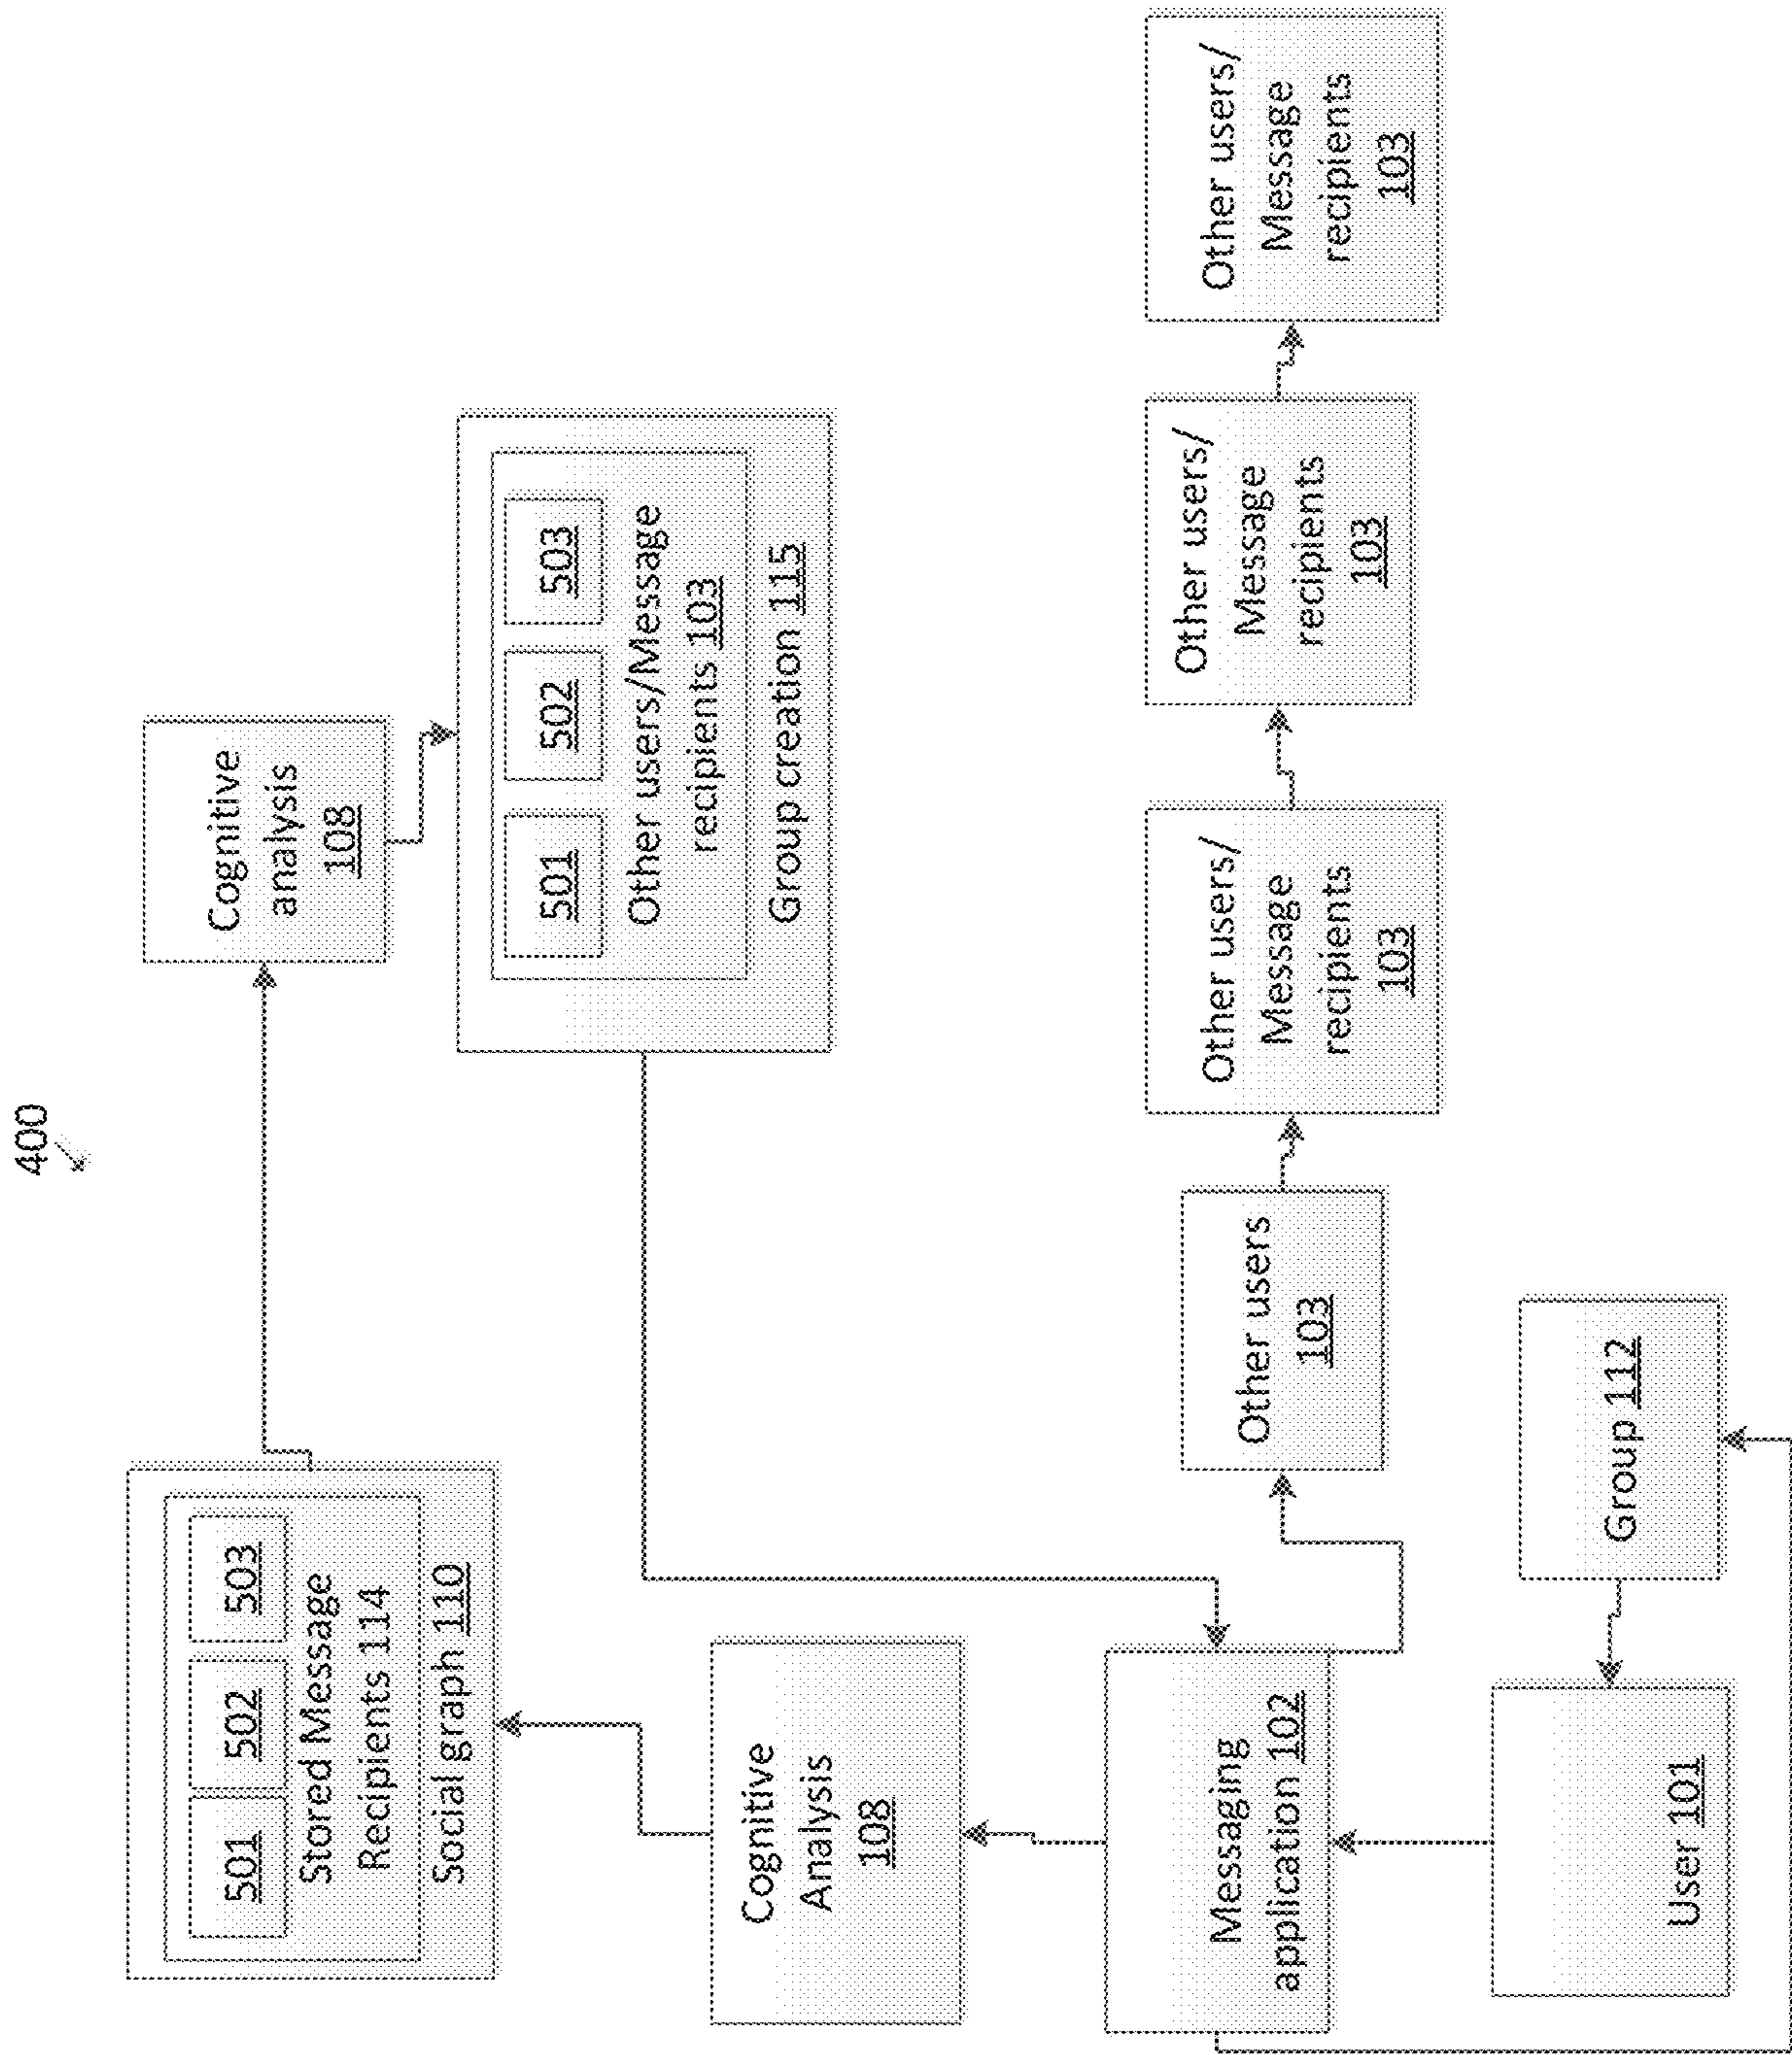 400
501
502
503
Stored Message
Recipients 114
Social graph 110
Cognitive
analysis
108
501
502
503
Other users/Message
recipients 103
Group creation 115
Cognitive
Analysis
108
Messaging
application 102
Other users
103
Other users/
Message
recipients
103
Other users/
Message
recipients
103
Other users/
Message
recipients
103
User 101
Group 112